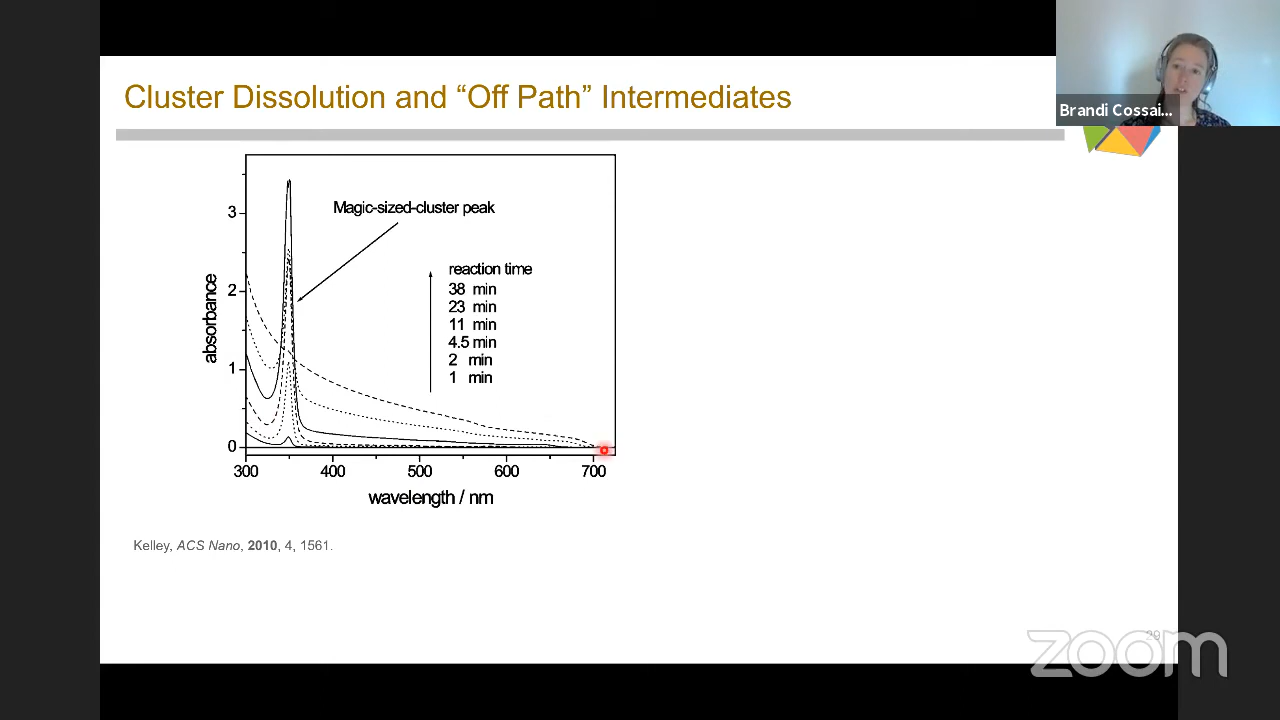 Brandi Cossai...
Cluster Dissolution and “Off Path” Intermediates
Magic-sized-cluster peak
reaction time
38 min
23 min
11 min
4.5 min
2 min
1 min
absorbance
3
2
1
0
300 400 500 600 700
wavelength / nm
Kelley, ACS Nano, 2010, 4, 1561.
29
zoom